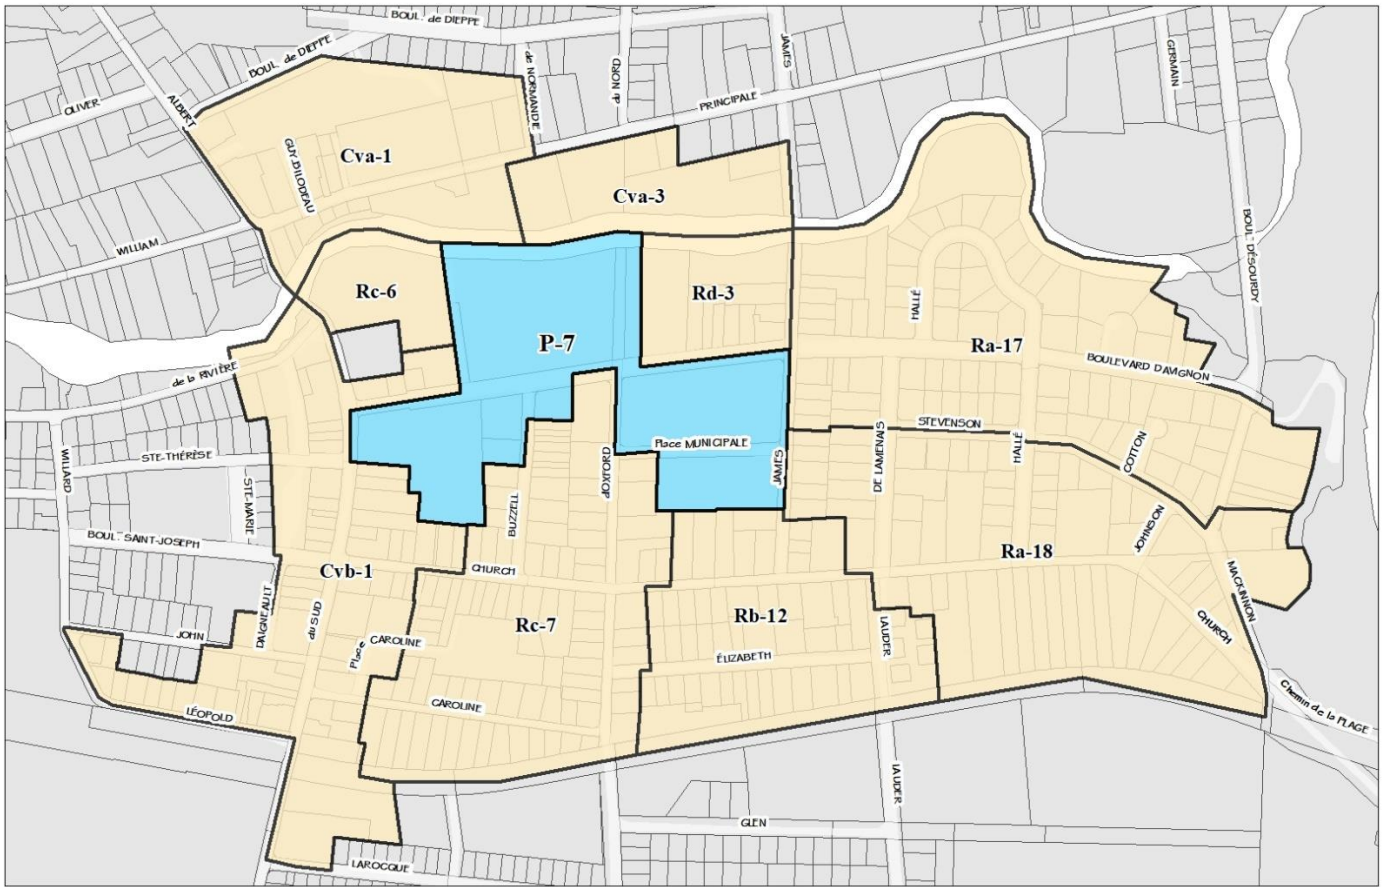 BOUL. de DIEPPE
BOUL. de DIEPPE
JAMES
GERMAIN
OLIVER
ALBERT
de NORMANDIE
du NORD
PRINCIPALE
Cva-1
GUY-BILODEAU
Cva-3
WILLIAM
BOUL. DÉSOURDY
Rc-6
Rd-3
HALLÉ
P-7
Ra-17
de la RIVIÈRE
BOULEVARD DAVIGNON
STEVENSON
Place MUNICIPALE
DE LAMENAIS
HALLÉ
COTTON
WILLARD
STE-THÉRÈSE
JAMES
OXFORD
STE-MARIE
BUZZELL
JOHNSON
BOUL. SAINT-JOSEPH
Ra-18
Cvb-1
CHURCH
MACKINNON
DAIGNEAULT
du SUD
Rc-7
Rb-12
CHURCH
JOHN
Place CAROLINE
LAUDER
ÉLIZABETH
CAROLINE
LÉOPOLD
Chemin de la PLAGE
LAUDER
GLEN
LAROCQUE